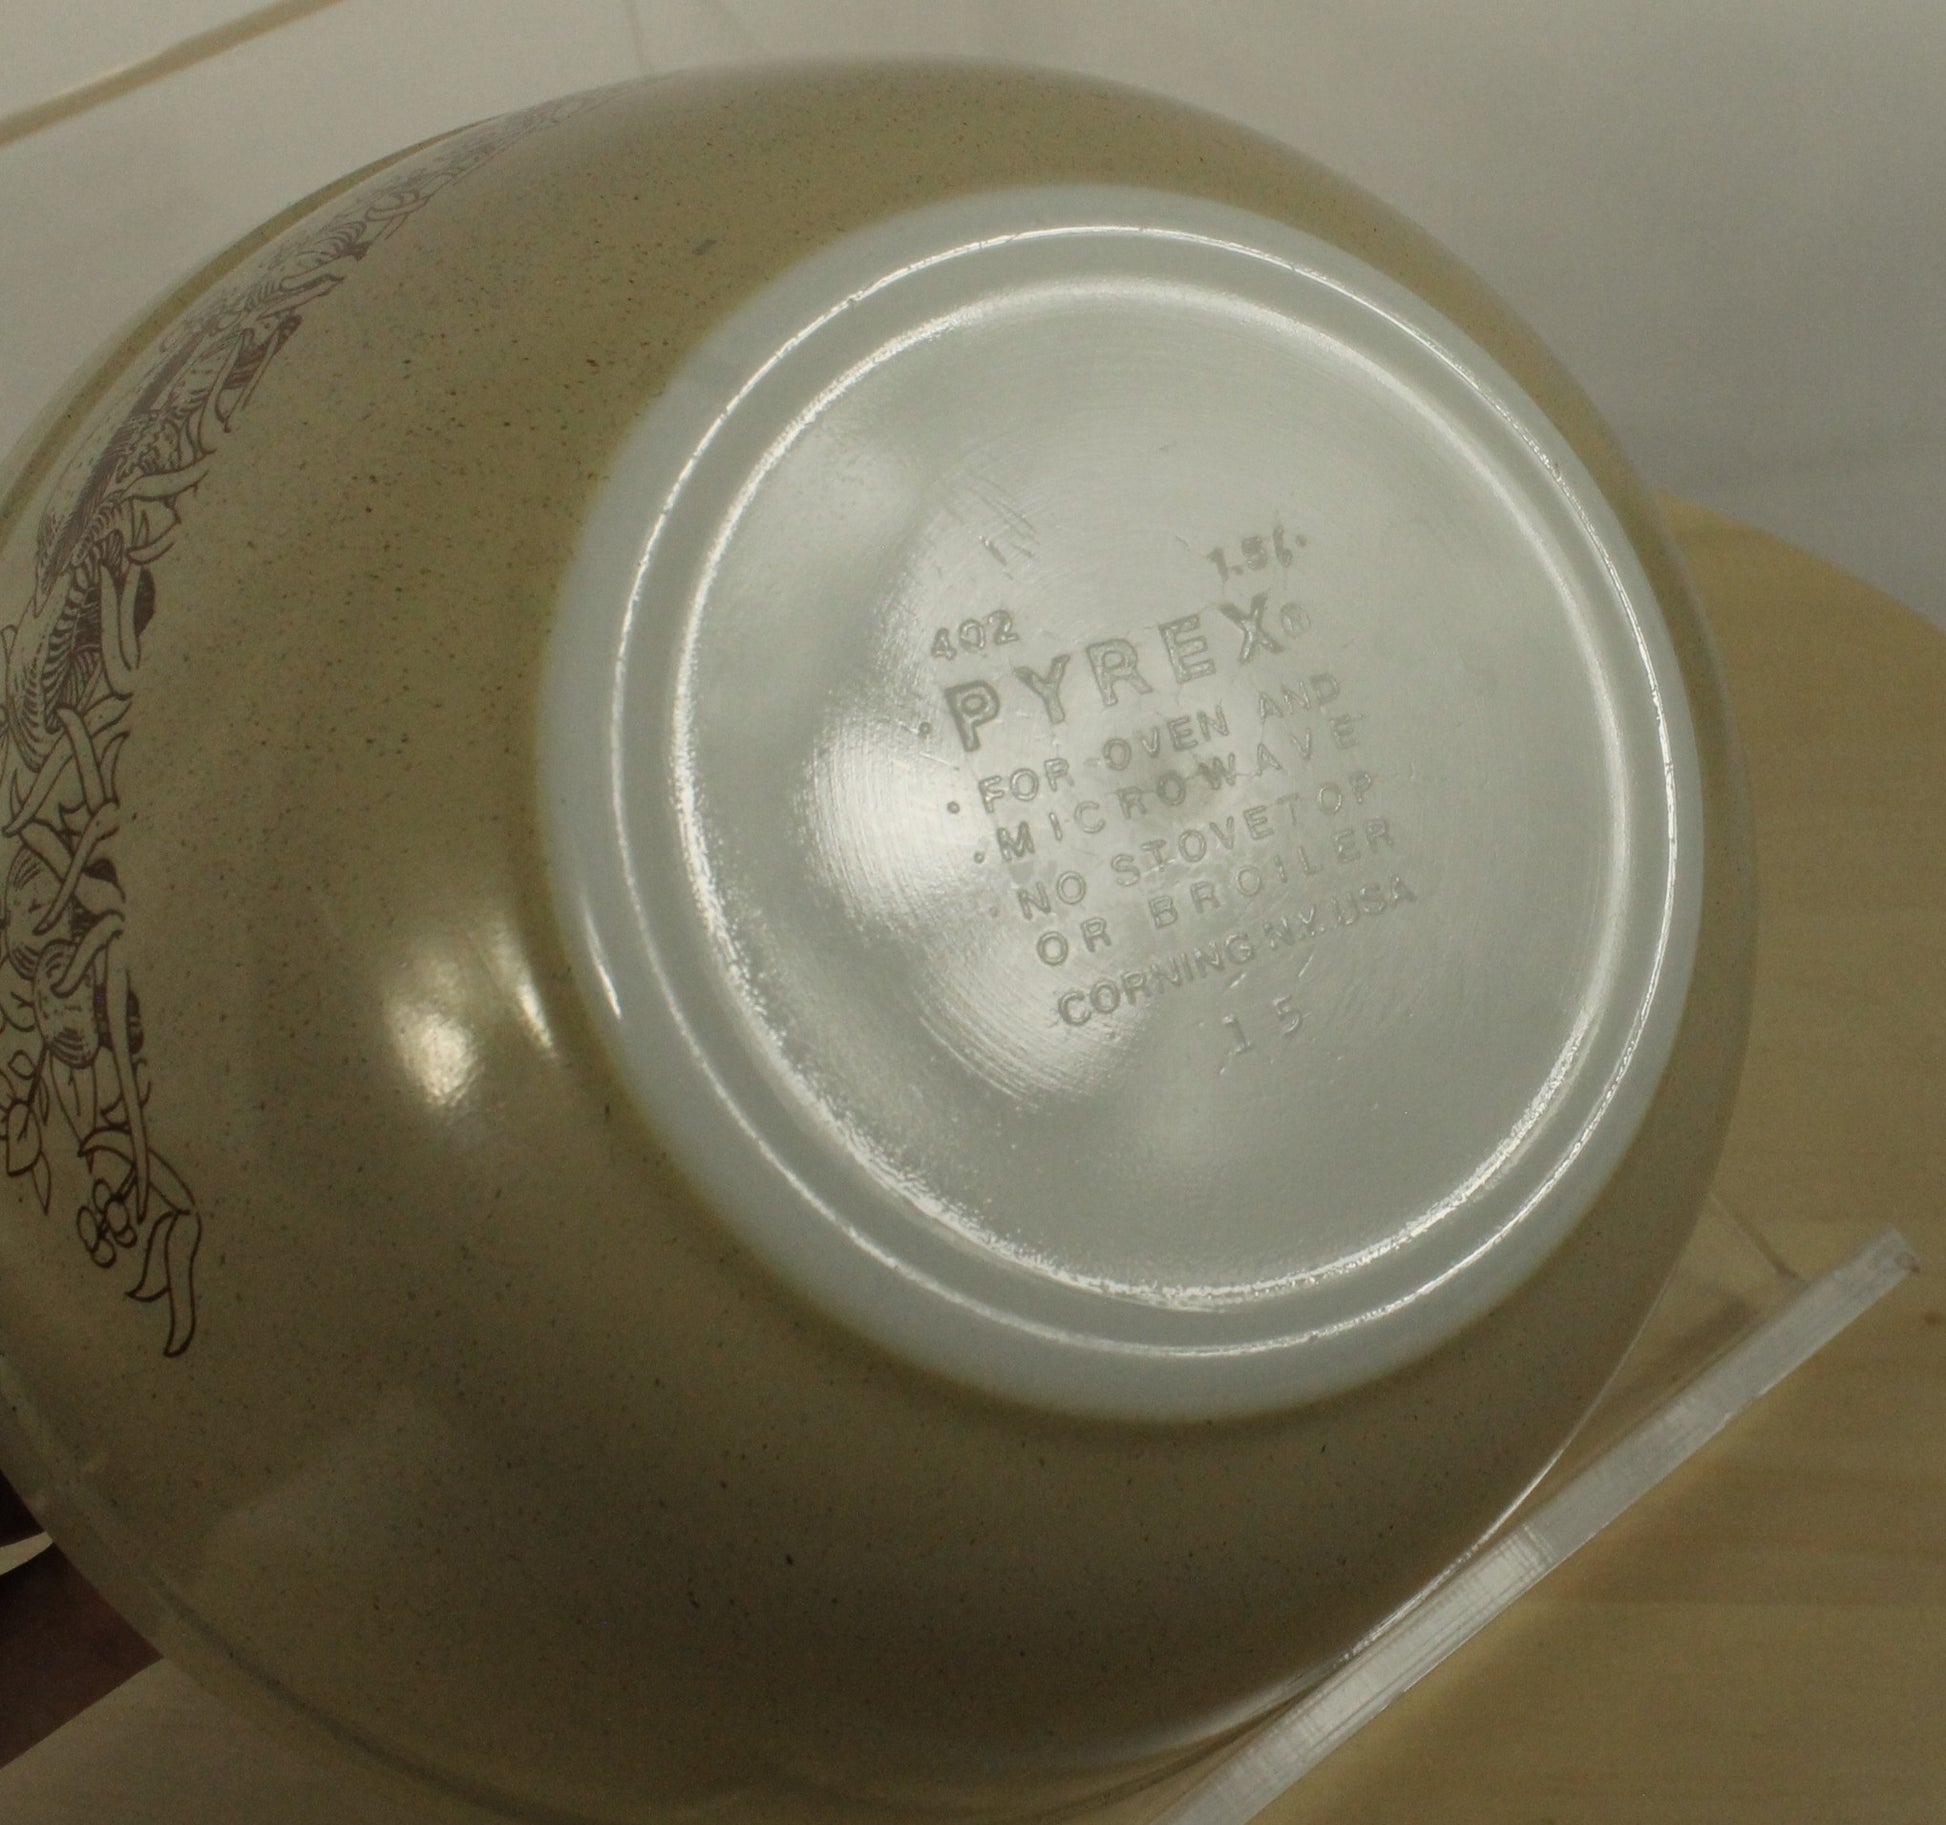 402 1.5L
PYREX®
• FOR OVEN AND
• MICROWAVE
• NO STOVETOP
OR BROILER
CORNING N.Y. USA
15